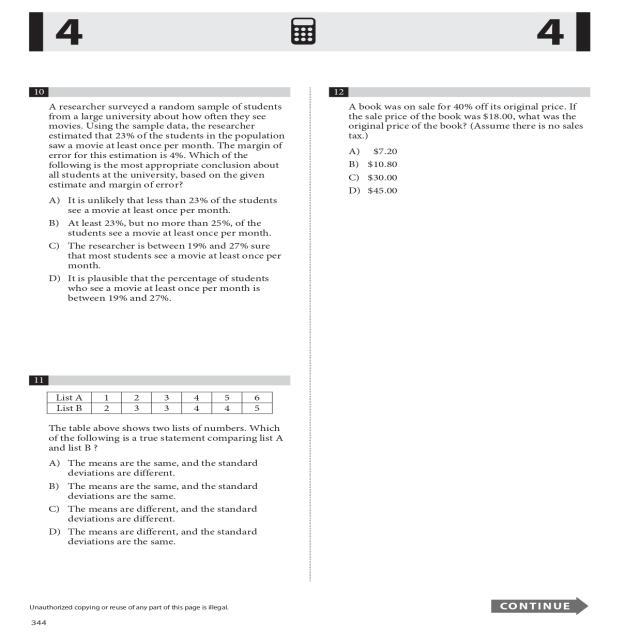 4
4
10
A researcher surveyed a random sample of students
from a large university about how often they see
movies. Using the sample data, the researcher
estimated that 23% of the students in the population
saw a movie at least once per month. The margin of
error for this estimation is 4%. Which of the
following is the most appropriate conclusion about
all students at the university, based on the given
estimate and margin of error?
A) It is unlikely that less than 23% of the students
see a movie at least once per month.
B) At least 23%, but no more than 25%, of the
students see a movie at least once per month.
C) The researcher is between 19% and 27% sure
that most students see a movie at least once per
month.
D) It is plausible that the percentage of students
who see a movie at least once per month is
between 19% and 27%.
11
List A 1 2 3 4 5 6
List B 2 3 3 4 4 5
The table above shows two lists of numbers. Which
of the following is a true statement comparing list A
and list B ?
A) The means are the same, and the standard
deviations are different.
B) The means are the same, and the standard
deviations are the same.
C) The means are different, and the standard
deviations are different.
D) The means are different, and the standard
deviations are the same.
12
A book was on sale for 40% off its original price. If
the sale price of the book was $18.00, what was the
original price of the book? (Assume there is no sales
tax.)
A) $7.20
B) $10.80
C) $30.00
D) $45.00
Unauthorized copying or reuse of any part of this page is illegal.
CONTINUE
344